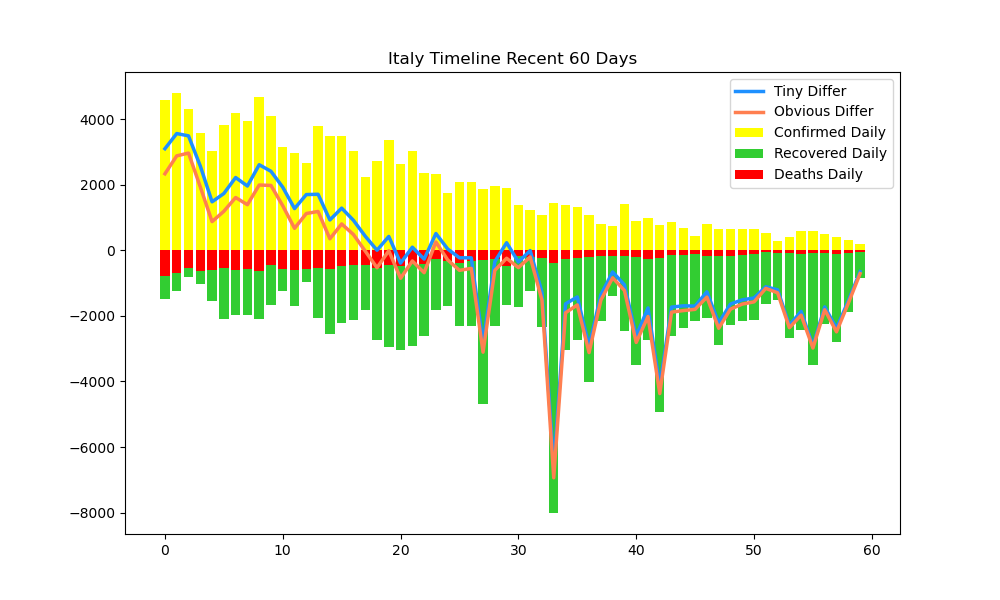 Italy Timeline Recent 60 Days
Tiny Differ
Obvious Differ
Confirmed Daily
Recovered Daily
Deaths Daily
4000
2000
0
−2000
−4000
−6000
−8000
0 10 20 30 40 50 60